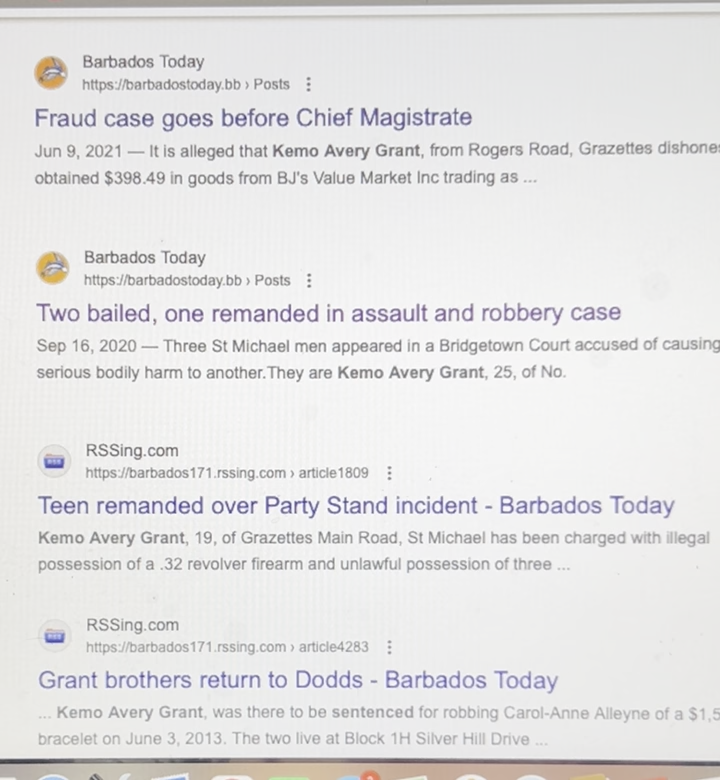 Barbados Today
https://barbadostoday.bb › Posts
Fraud case goes before Chief Magistrate
Jun 9, 2021 — It is alleged that Kemo Avery Grant, from Rogers Road, Grazettes dishones
obtained $398.49 in goods from BJ's Value Market Inc trading as ...
Barbados Today
https://barbadostoday.bb › Posts
Two bailed, one remanded in assault and robbery case
Sep 16, 2020 — Three St Michael men appeared in a Bridgetown Court accused of causing
serious bodily harm to another.They are Kemo Avery Grant, 25, of No.
RSSing.com
https://barbados171.rssing.com › article1809
Teen remanded over Party Stand incident - Barbados Today
Kemo Avery Grant, 19, of Grazettes Main Road, St Michael has been charged with illegal
possession of a .32 revolver firearm and unlawful possession of three ...
RSSing.com
https://barbados171.rssing.com › article4283
Grant brothers return to Dodds - Barbados Today
... Kemo Avery Grant, was there to be sentenced for robbing Carol-Anne Alleyne of a $1,5
bracelet on June 3, 2013. The two live at Block 1H Silver Hill Drive ...